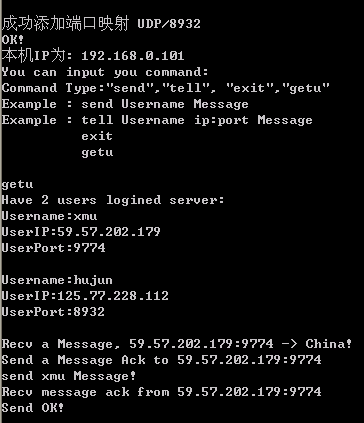 成功添加端口映射 UDP/8932
OK!
本机IP为: 192.168.0.101
You can input you command:
Command Type:"send","tell", "exit","getu"
Example : send Username Message
Example : tell Username ip:port Message
exit
getu
getu
Have 2 users logined server:
Username:xmu
UserIP:59.57.202.179
UserPort:9774
Username:hujun
UserIP:125.77.228.112
UserPort:8932
Recv a Message, 59.57.202.179:9774 -> China!
Send a Message Ack to 59.57.202.179:9774
send xmu Message!
Recv message ack from 59.57.202.179:9774
Send OK!